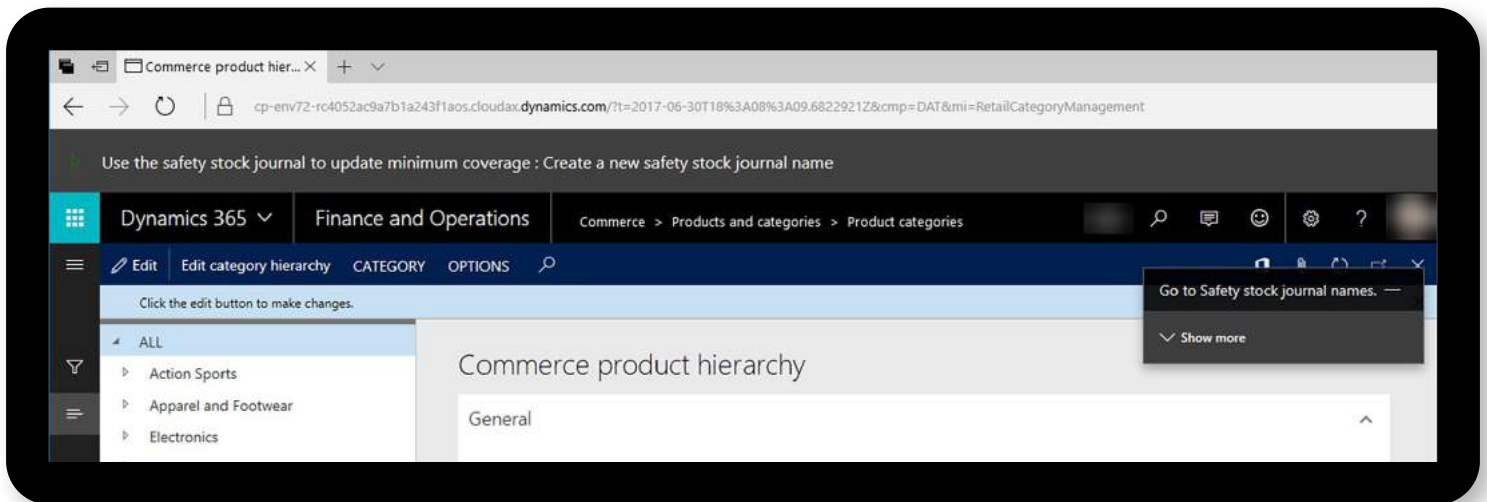 Commerce product hier...
cp-env72-rc4052ac9a7b1a243f1aos.cloudax.dynamics.com/?t=2017-06-30T18%3A08%3A09.6822921Z&cmp=DAT&mi=RetailCategoryManagement
Use the safety stock journal to update minimum coverage : Create a new safety stock journal name
Dynamics 365 Finance and Operations Commerce > Products and categories > Product categories ?
Edit Edit category hierarchy CATEGORY OPTIONS
Click the edit button to make changes.
Go to Safety stock journal names.
Show more
ALL
Action Sports
Apparel and Footwear
Electronics
Commerce product hierarchy
General